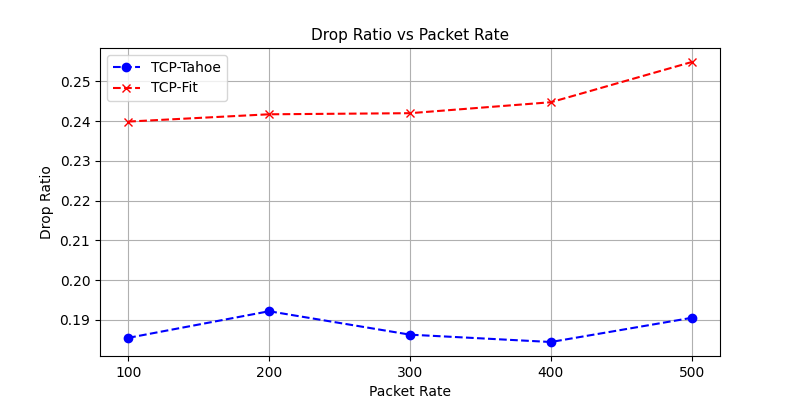 Drop Ratio vs Packet Rate
TCP-Tahoe
TCP-Fit
Drop Ratio
0.25
0.24
0.23
0.22
0.21
0.20
0.19
100 200 300 400 500
Packet Rate